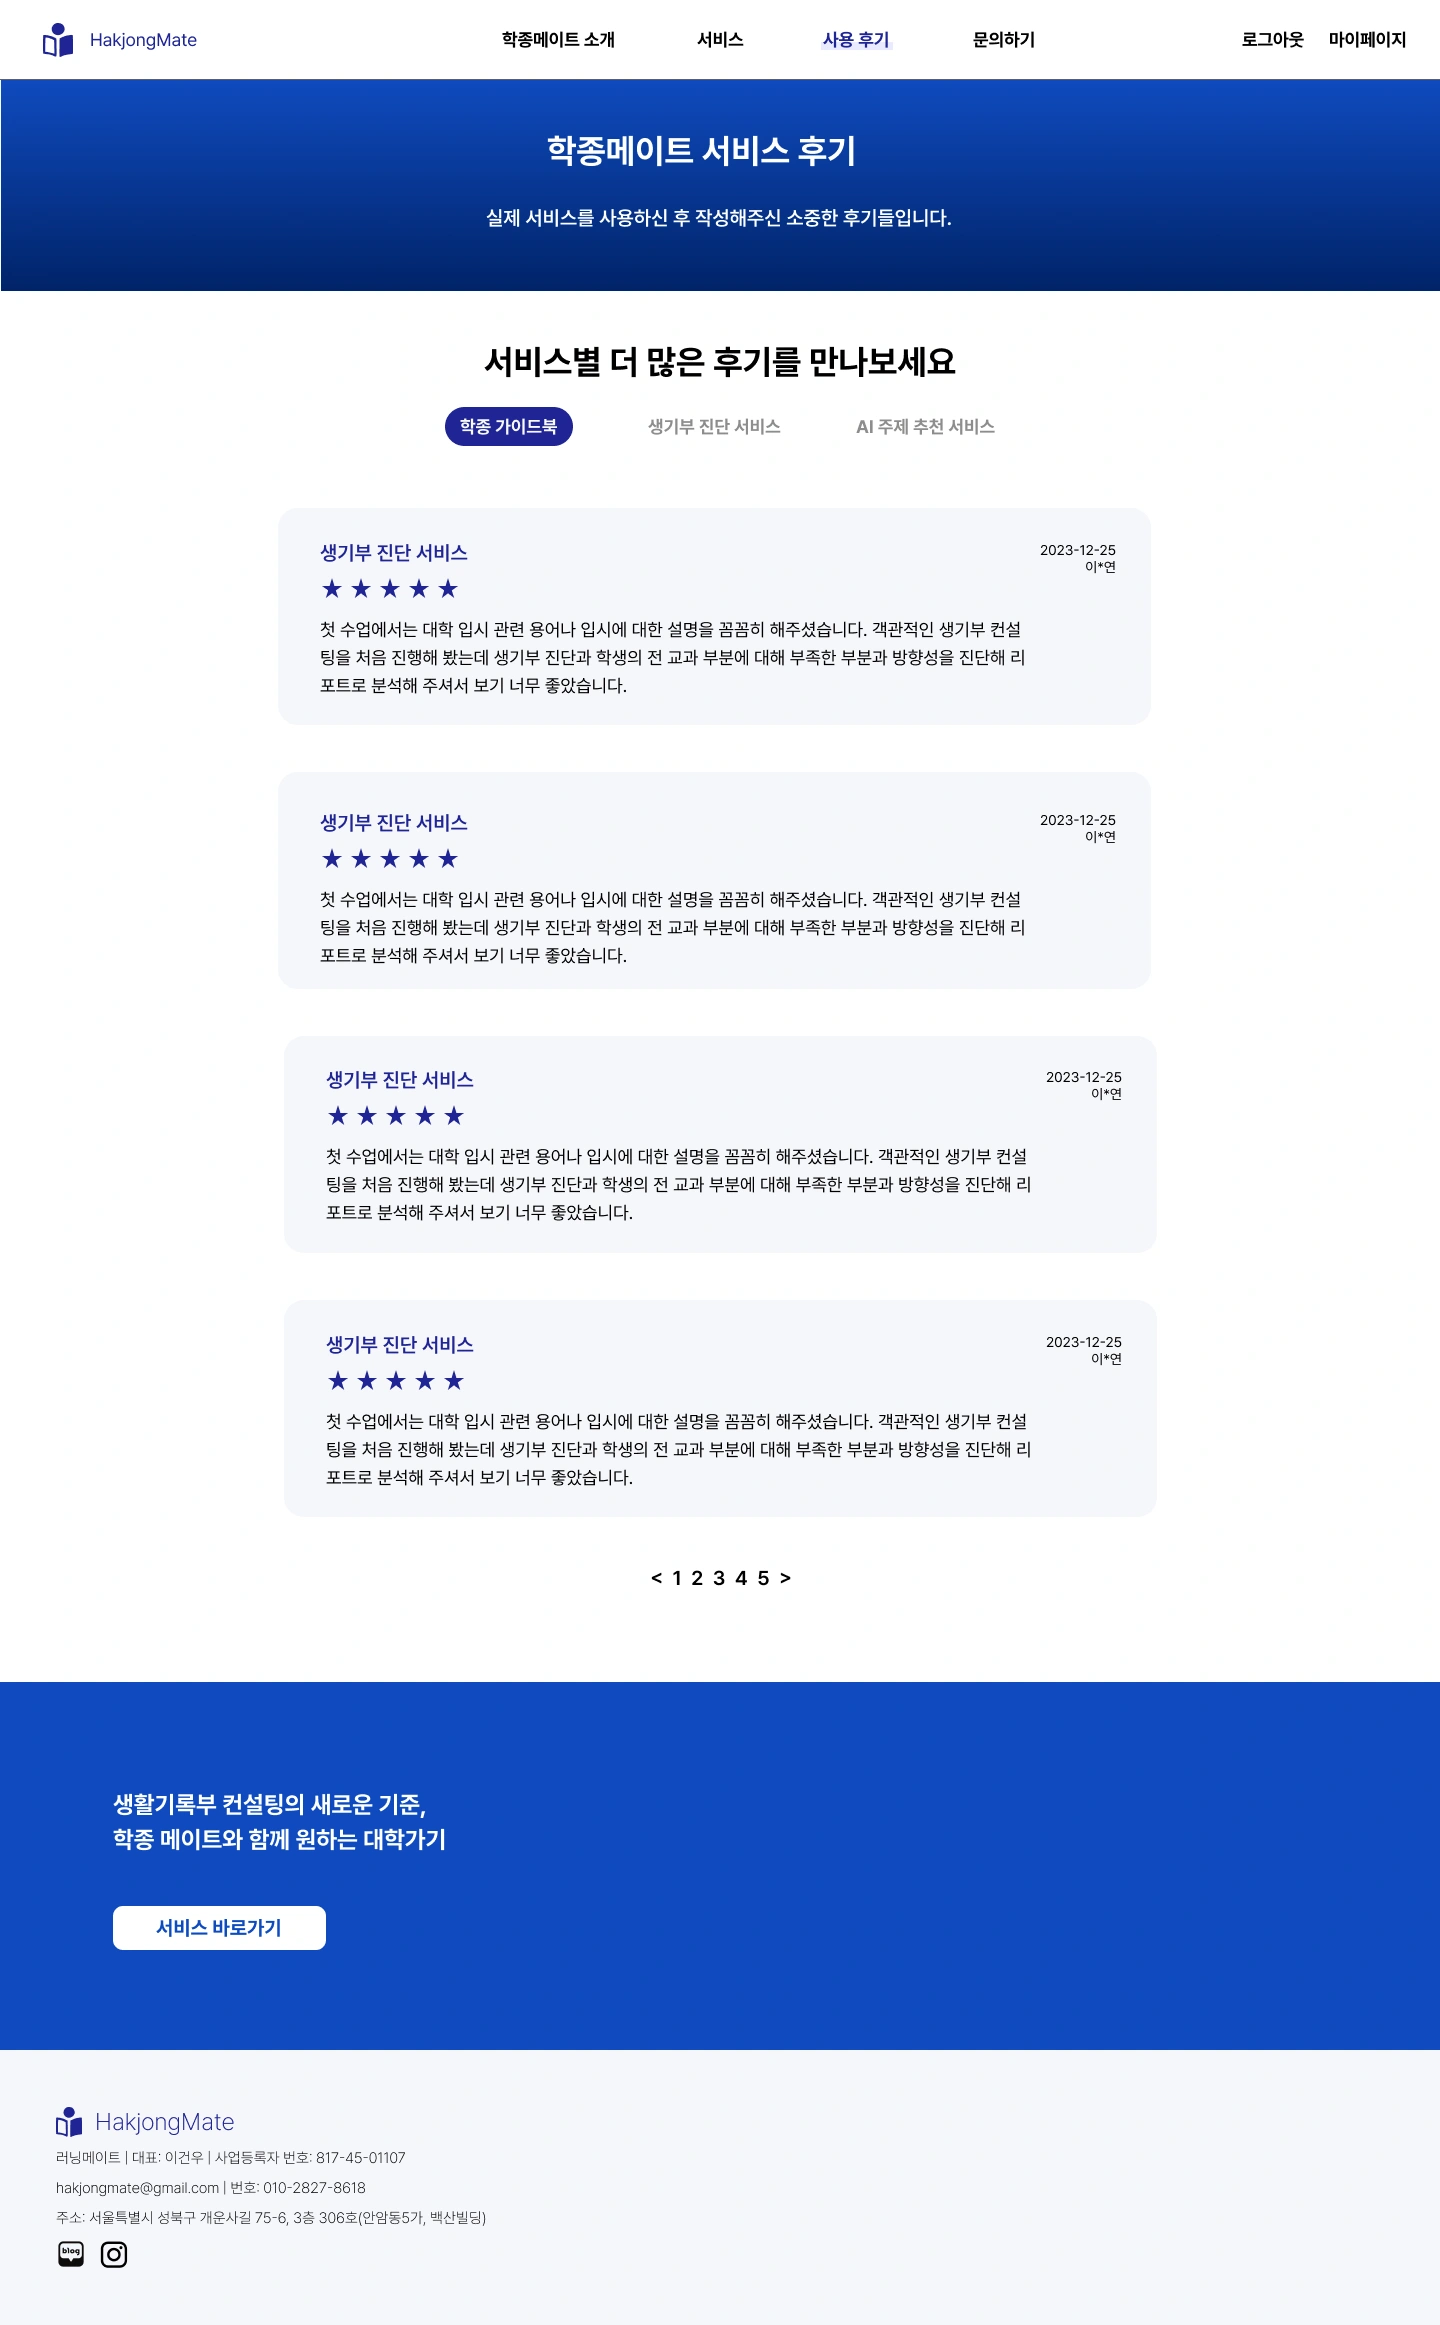 HakjongMate
학종메이트 소개
서비스
사용 후기
문의하기
로그아웃
마이페이지
학종메이트 서비스 후기
실제 서비스를 사용하신 후 작성해주신 소중한 후기들입니다.
서비스별 더 많은 후기를 만나보세요
학종 가이드북
생기부 진단 서비스
AI 주제 추천 서비스
생기부 진단 서비스
2023-12-25
이*연
★ ★ ★ ★ ★
첫 수업에서는 대학 입시 관련 용어나 입시에 대한 설명을 꼼꼼히 해주셨습니다. 객관적인 생기부 컨설
팅을 처음 진행해 봤는데 생기부 진단과 학생의 전 교과 부분에 대해 부족한 부분과 방향성을 진단해 리
포트로 분석해 주셔서 보기 너무 좋았습니다.
생기부 진단 서비스
2023-12-25
이*연
★ ★ ★ ★ ★
첫 수업에서는 대학 입시 관련 용어나 입시에 대한 설명을 꼼꼼히 해주셨습니다. 객관적인 생기부 컨설
팅을 처음 진행해 봤는데 생기부 진단과 학생의 전 교과 부분에 대해 부족한 부분과 방향성을 진단해 리
포트로 분석해 주셔서 보기 너무 좋았습니다.
생기부 진단 서비스
2023-12-25
이*연
★ ★ ★ ★ ★
첫 수업에서는 대학 입시 관련 용어나 입시에 대한 설명을 꼼꼼히 해주셨습니다. 객관적인 생기부 컨설
팅을 처음 진행해 봤는데 생기부 진단과 학생의 전 교과 부분에 대해 부족한 부분과 방향성을 진단해 리
포트로 분석해 주셔서 보기 너무 좋았습니다.
생기부 진단 서비스
2023-12-25
이*연
★ ★ ★ ★ ★
첫 수업에서는 대학 입시 관련 용어나 입시에 대한 설명을 꼼꼼히 해주셨습니다. 객관적인 생기부 컨설
팅을 처음 진행해 봤는데 생기부 진단과 학생의 전 교과 부분에 대해 부족한 부분과 방향성을 진단해 리
포트로 분석해 주셔서 보기 너무 좋았습니다.
< 1 2 3 4 5 >
생활기록부 컨설팅의 새로운 기준,
학종 메이트와 함께 원하는 대학가기
서비스 바로가기
HakjongMate
러닝메이트 | 대표: 이건우 | 사업등록자 번호: 817-45-01107
hakjongmate@gmail.com | 번호: 010-2827-8618
주소: 서울특별시 성북구 개운사길 75-6, 3층 306호(안암동5가, 백산빌딩)
blog